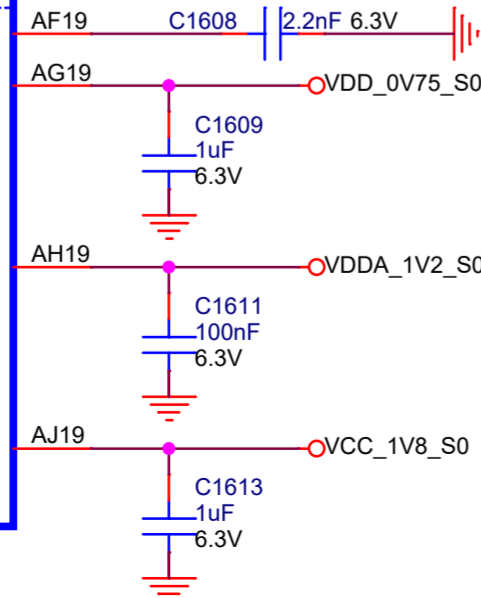 AF19 C1608 2.2nF 6.3V
AG19 VDD_0V75_S0
C1609
1uF
6.3V
AH19 VDDA_1V2_S0
C1611
100nF
6.3V
AJ19 VCC_1V8_S0
C1613
1uF
6.3V